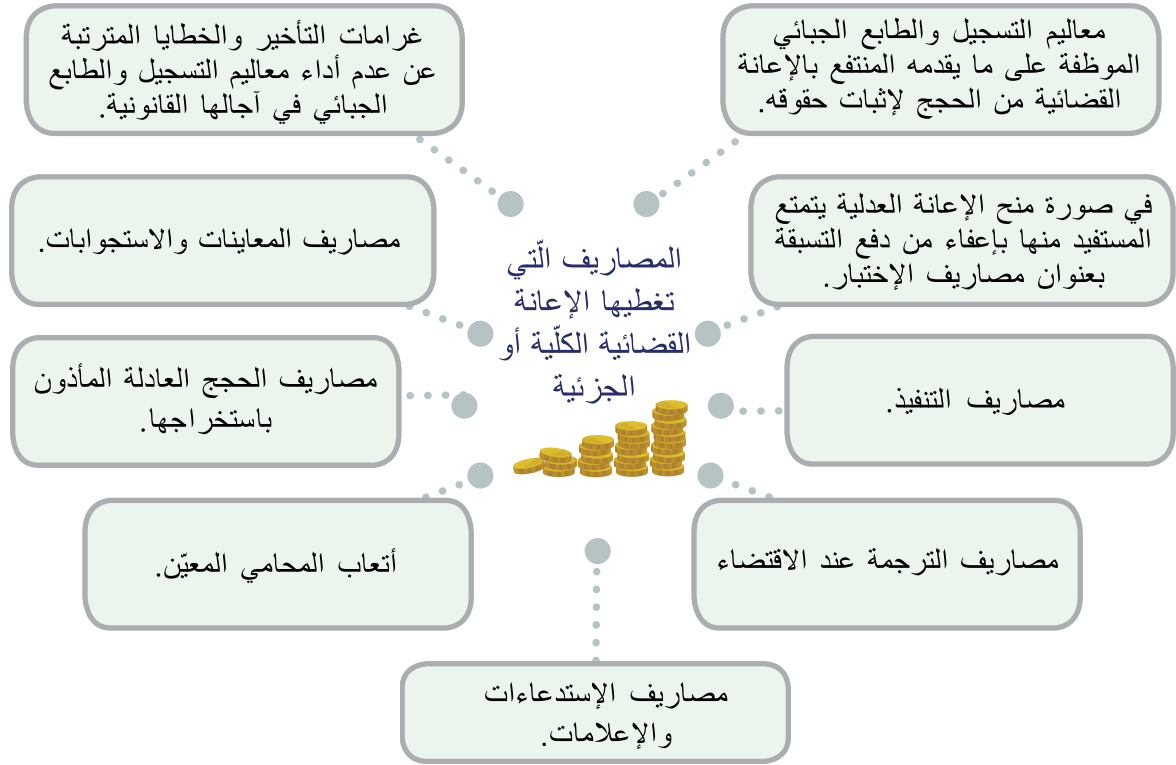 المصاريف الّتي
تغطيها الإعانة
القضائية الكلّية أو
الجزئية
معاليم التسجيل والطابع الجبائي
الموظفة على ما يقدمه المنتفع بالإعانة
القضائية من الحجج لإثبات حقوقه.
في صورة منح الإعانة العدلية يتمتع
المستفيد منها بإعفاء من دفع التسبقة
بعنوان مصاريف الإختبار.
مصاريف التنفيذ.
مصاريف الترجمة عند الاقتضاء
مصاريف الإستدعاءات
والإعلامات.
أتعاب المحامي المعيّن.
مصاريف الحجج العادلة المأذون
باستخراجها.
مصاريف المعاينات والاستجوابات.
غرامات التأخير والخطايا المترتبة
عن عدم أداء معاليم التسجيل والطابع
الجبائي في آجالها القانونية.